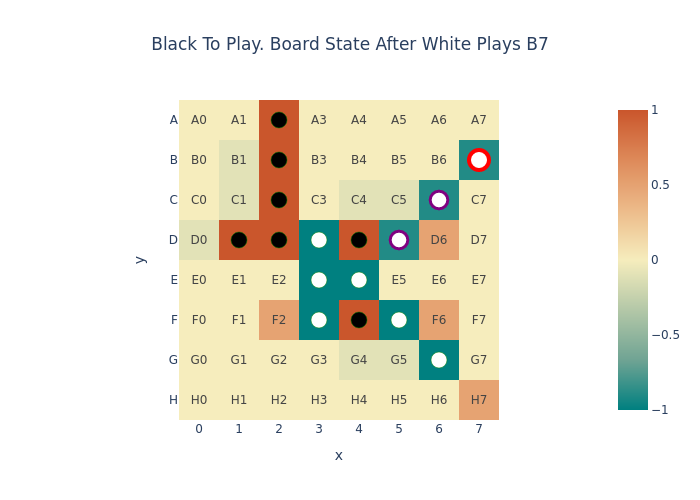 Black To Play. Board State After White Plays B7
A A0 A1 A3 A4 A5 A6 A7
B B0 B1 B3 B4 B5 B6
C C0 C1 C3 C4 C5 C7
D D0 D6 D7
E E0 E1 E2 E5 E6 E7
F F0 F1 F2 F6 F7
G G0 G1 G2 G3 G4 G5 G7
H H0 H1 H2 H3 H4 H5 H6 H7
0 1 2 3 4 5 6 7
x
y
1
0.5
0
−0.5
−1